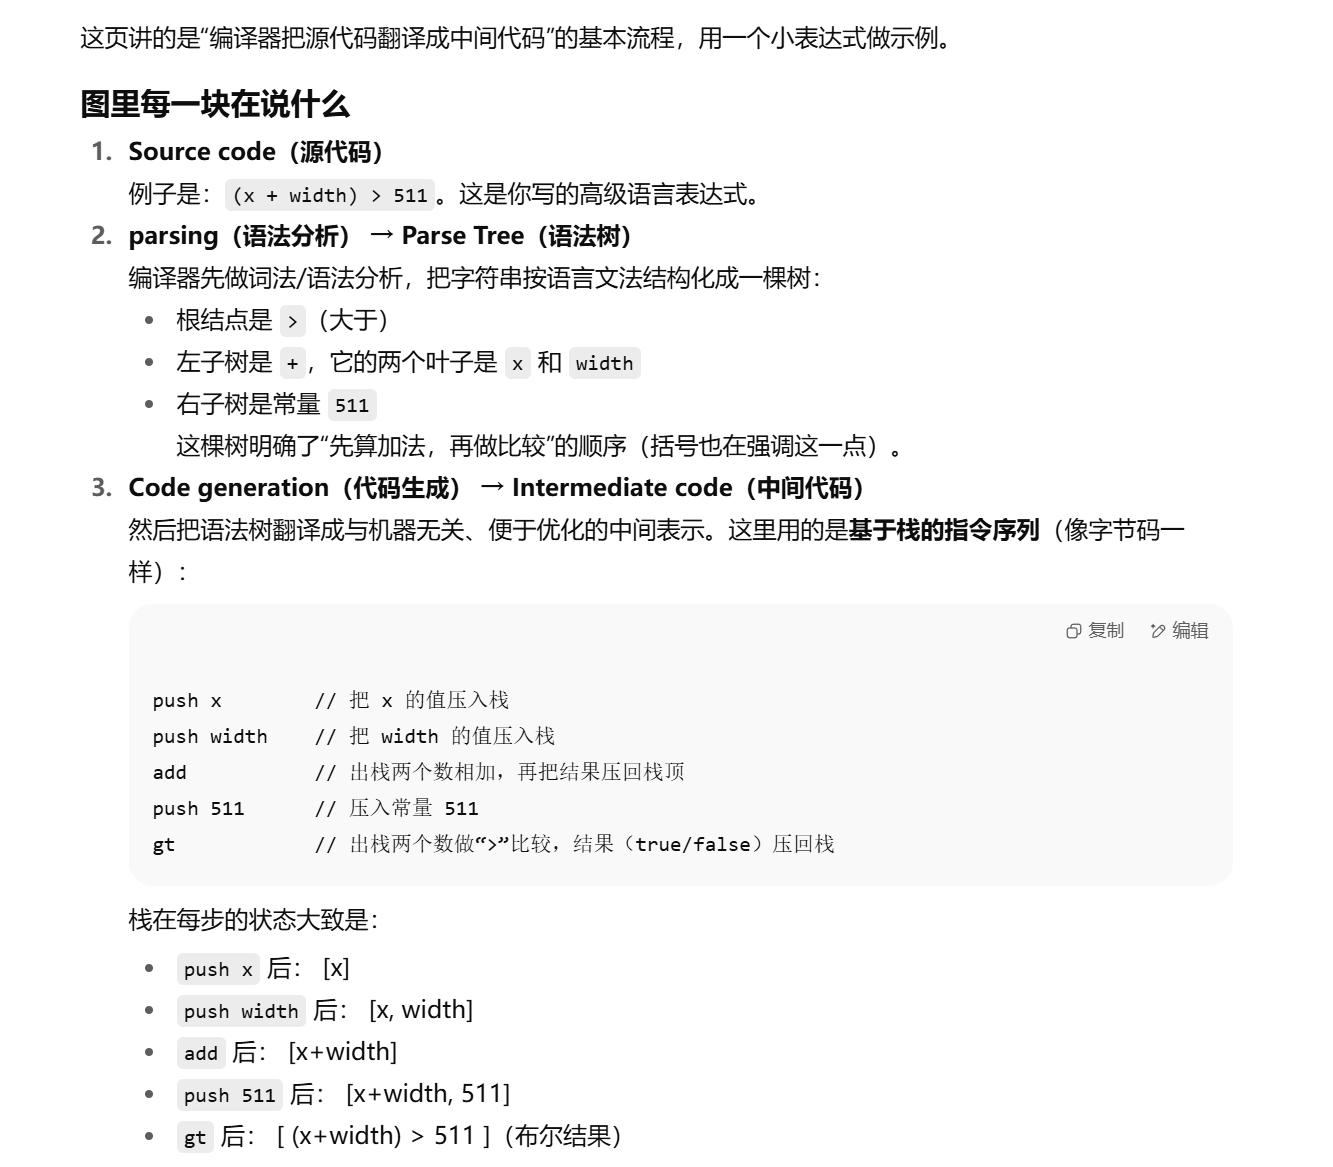 这页讲的是“编译器把源代码翻译成中间代码”的基本流程，用一个小表达式做示例。
图里每一块在说什么
1. Source code（源代码）
例子是：(x + width) > 511。这是你写的高级语言表达式。
2. parsing（语法分析） → Parse Tree（语法树）
编译器先做词法/语法分析，把字符串按语言文法结构化成一棵树：
• 根结点是 >（大于）
• 左子树是 +，它的两个叶子是 x 和 width
• 右子树是常量 511
这棵树明确了“先算加法，再做比较”的顺序（括号也在强调这一点）。
3. Code generation（代码生成） → Intermediate code（中间代码）
然后把语法树翻译成与机器无关、便于优化的中间表示。这里用的是基于栈的指令序列（像字节码一
样）：
复制 编辑
push x        // 把 x 的值压入栈
push width    // 把 width 的值压入栈
add           // 出栈两个数相加，再把结果压回栈顶
push 511      // 压入常量 511
gt            // 出栈两个数做“>”比较，结果（true/false）压回栈
栈在每步的状态大致是：
• push x 后： [x]
• push width 后： [x, width]
• add 后： [x+width]
• push 511 后： [x+width, 511]
• gt 后： [ (x+width) > 511 ]（布尔结果）